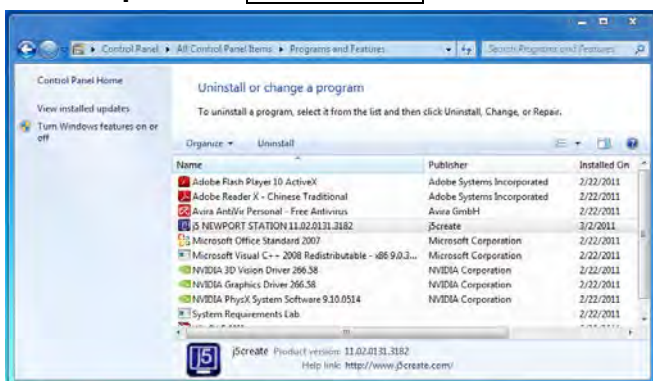 Control Panel ▸ All Control Panel Items ▸ Programs and Features
Search Programs and Features
Control Panel Home
View installed updates
Turn Windows features on or off
Uninstall or change a program
To uninstall a program, select it from the list and then click Uninstall, Change, or Repair.
Organize Uninstall
Name Publisher Installed On
Adobe Flash Player 10 ActiveX Adobe Systems Incorporated 2/22/2011
Adobe Reader X - Chinese Traditional Adobe Systems Incorporated 2/22/2011
Avira AntiVir Personal - Free Antivirus Avira GmbH 2/22/2011
j5 NEWPORT STATION 11.02.0131.3182 j5create 3/2/2011
Microsoft Office Standard 2007 Microsoft Corporation 2/22/2011
Microsoft Visual C++ 2008 Redistributable - x86 9.0.3... Microsoft Corporation 2/22/2011
NVIDIA 3D Vision Driver 266.58 NVIDIA Corporation 2/22/2011
NVIDIA Graphics Driver 266.58 NVIDIA Corporation 2/22/2011
NVIDIA PhysX System Software 9.10.0514 NVIDIA Corporation 2/22/2011
System Requirements Lab 2/22/2011
j5
j5create Product version: 11.02.0131.3182
Help link: http://www.j5create.com/